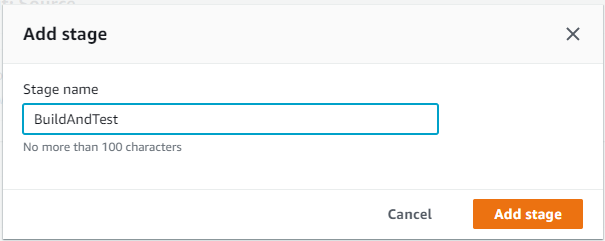 Add stage
Stage name
BuildAndTest
No more than 100 characters
Cancel
Add stage